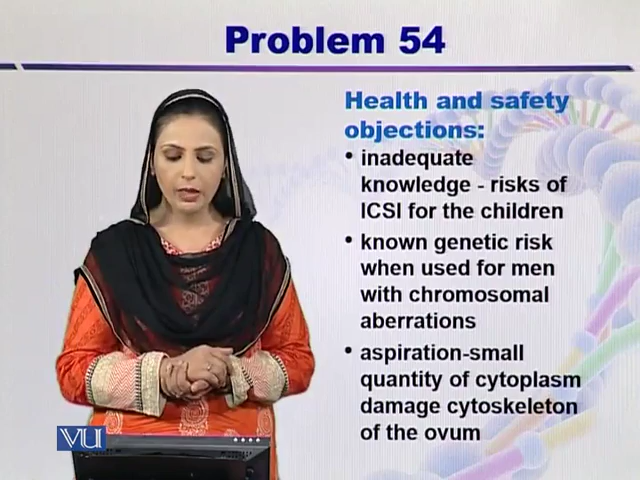 Problem 54
Health and safety
objections:
• inadequate
knowledge - risks of
ICSI for the children
• known genetic risk
when used for men
with chromosomal
aberrations
• aspiration-small
quantity of cytoplasm
damage cytoskeleton
of the ovum
VU